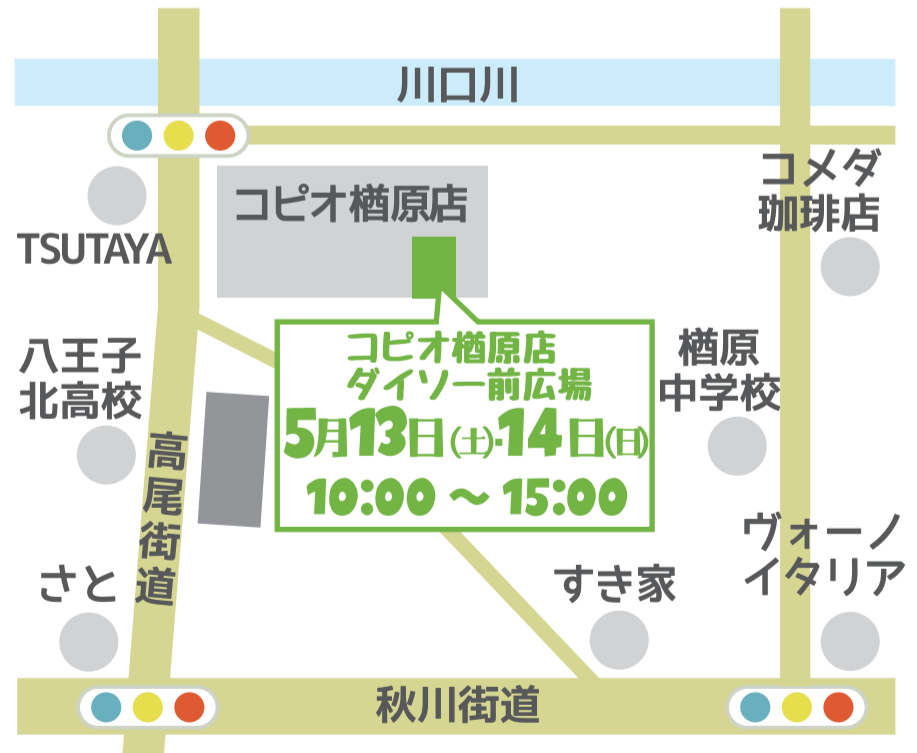 川口川
コメダ
珈琲店
コピオ楢原店
TSUTAYA
コピオ楢原店
ダイソー前広場
5月13日(土)・14日(日)
10:00 ~ 15:00
八王子
北高校
楢原
中学校
高尾街道
さと
すき家
ヴォーノ
イタリア
秋川街道